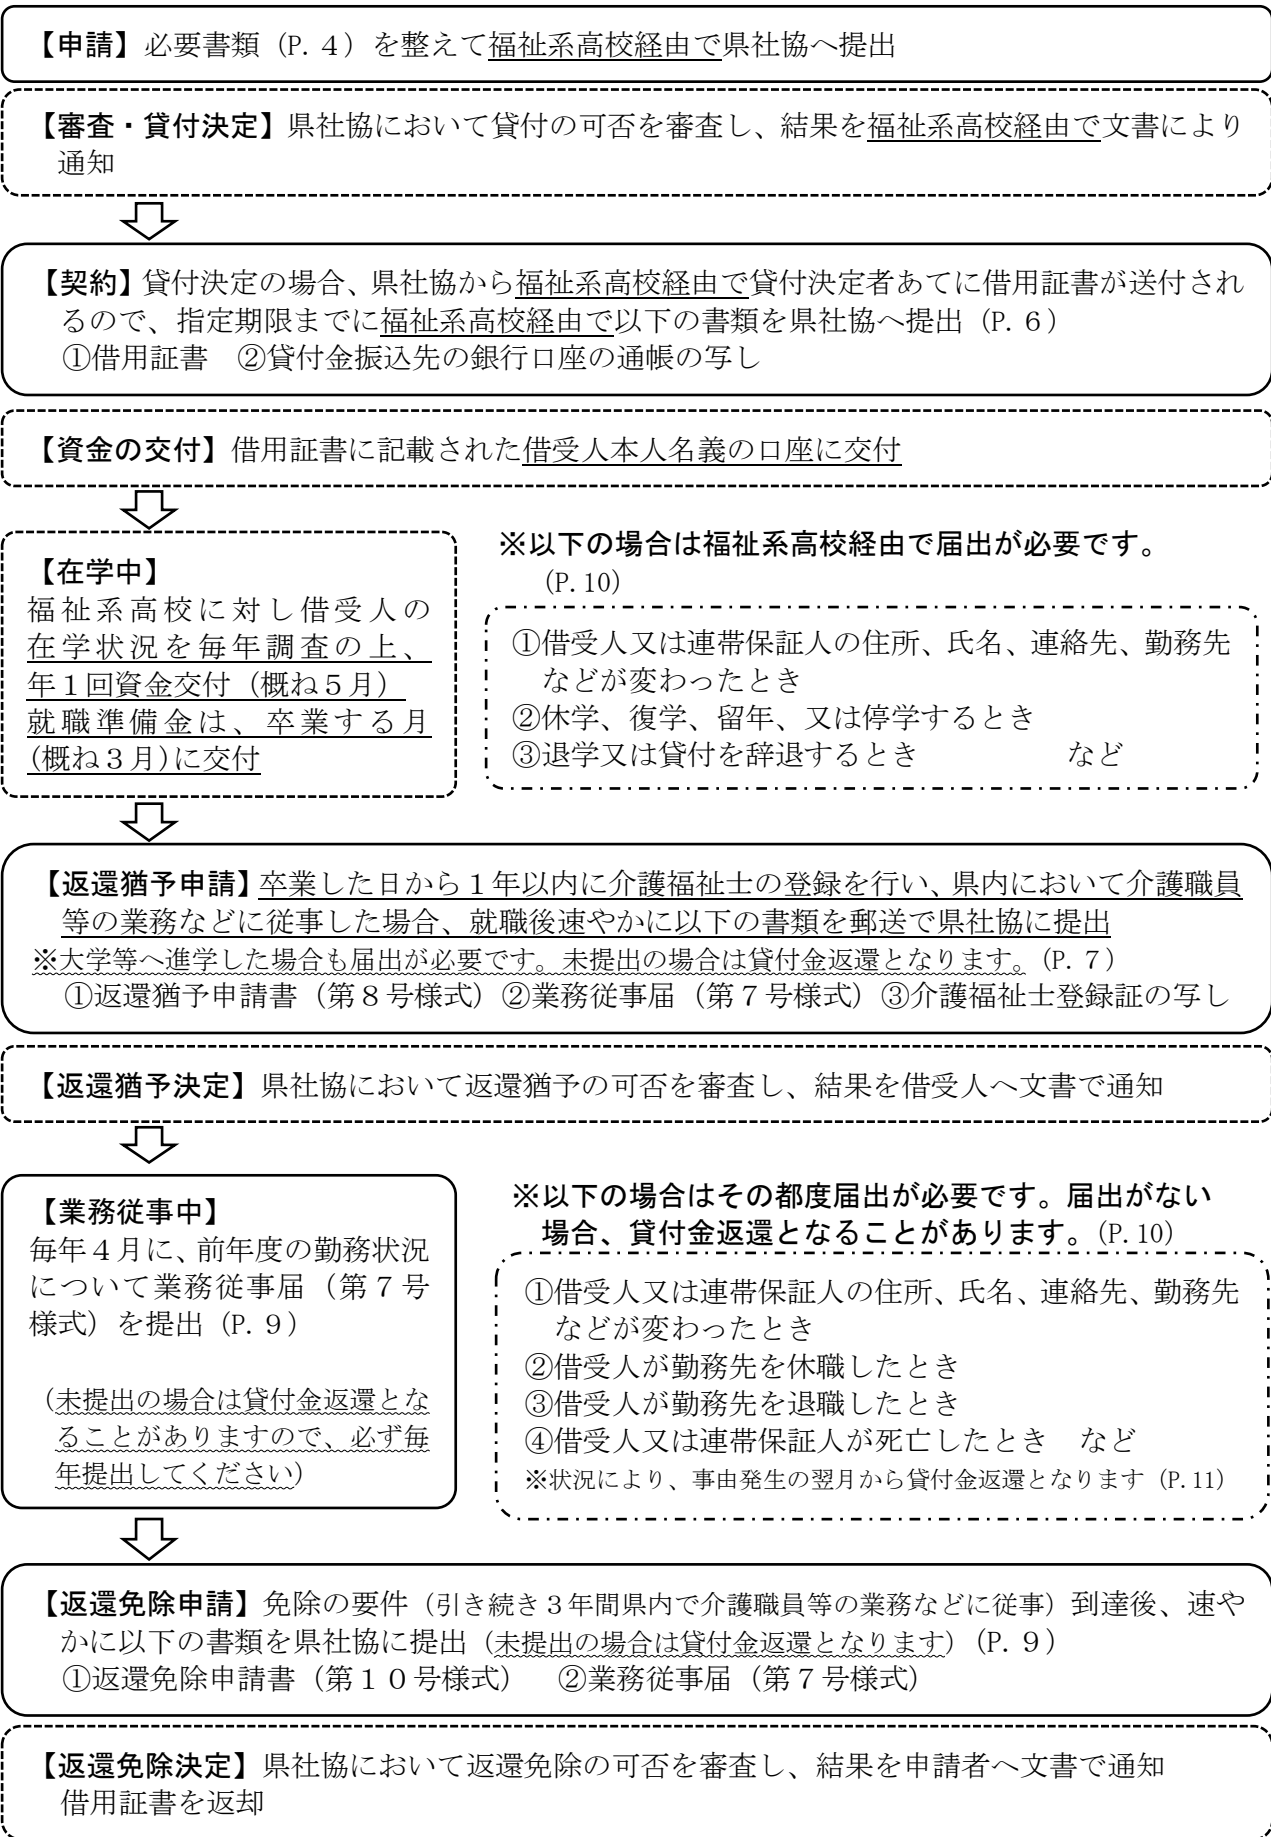 【申請】必要書類（P.４）を整えて福祉系高校経由で県社協へ提出
【審査・貸付決定】県社協において貸付の可否を審査し、結果を福祉系高校経由で文書により
通知
【契約】貸付決定の場合、県社協から福祉系高校経由で貸付決定者あてに借用証書が送付され
るので、指定期限までに福祉系高校経由で以下の書類を県社協へ提出（P.６）
①借用証書　②貸付金振込先の銀行口座の通帳の写し
【資金の交付】借用証書に記載された借受人本人名義の口座に交付
【在学中】
福祉系高校に対し借受人の
在学状況を毎年調査の上、
年１回資金交付（概ね５月）
就職準備金は、卒業する月
(概ね３月)に交付
※以下の場合は福祉系高校経由で届出が必要です。
（P.10）
①借受人又は連帯保証人の住所、氏名、連絡先、勤務先
などが変わったとき
②休学、復学、留年、又は停学するとき
③退学又は貸付を辞退するとき　　　　　など
【返還猶予申請】卒業した日から１年以内に介護福祉士の登録を行い、県内において介護職員
等の業務などに従事した場合、就職後速やかに以下の書類を郵送で県社協に提出
※大学等へ進学した場合も届出が必要です。未提出の場合は貸付金返還となります。（P.７）
①返還猶予申請書（第８号様式）②業務従事届（第７号様式）③介護福祉士登録証の写し
【返還猶予決定】県社協において返還猶予の可否を審査し、結果を借受人へ文書で通知
【業務従事中】
毎年４月に、前年度の勤務状況
について業務従事届（第７号
様式）を提出（P.９）
（未提出の場合は貸付金返還とな
ることがありますので、必ず毎
年提出してください）
※以下の場合はその都度届出が必要です。届出がない
場合、貸付金返還となることがあります。（P.10）
①借受人又は連帯保証人の住所、氏名、連絡先、勤務先
などが変わったとき
②借受人が勤務先を休職したとき
③借受人が勤務先を退職したとき
④借受人又は連帯保証人が死亡したとき　など
※状況により、事由発生の翌月から貸付金返還となります（P.11）
【返還免除申請】免除の要件（引き続き３年間県内で介護職員等の業務などに従事）到達後、速や
かに以下の書類を県社協に提出（未提出の場合は貸付金返還となります）（P.９）
①返還免除申請書（第１０号様式）　②業務従事届（第７号様式）
【返還免除決定】県社協において返還免除の可否を審査し、結果を申請者へ文書で通知
借用証書を返却